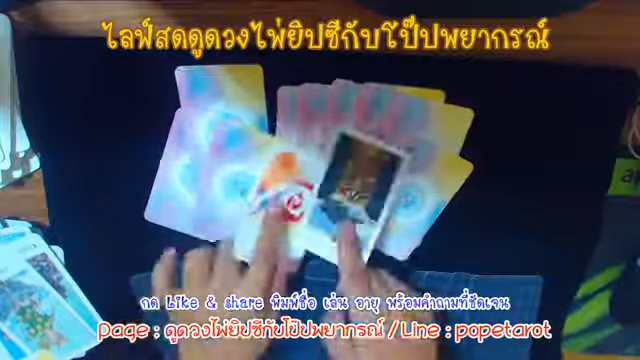 ไลฟ์สดดูดวงไพ่ยิปซีกับโป๊ปพยากรณ์
กด Like & share พิมพ์ชื่อ เล่น อายุ พร้อมคำถามที่ชัดเจน
Page : ดูดวงไพ่ยิปซีกับโป๊ปพยากรณ์ / Line : popetarot